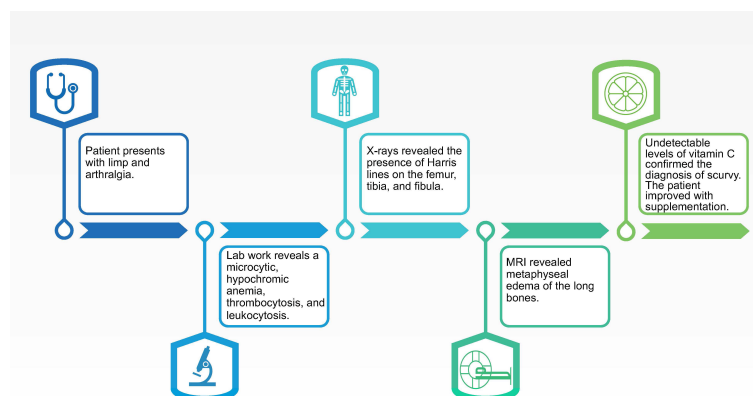 Patient presents
with limp and
arthralgia.
Lab work reveals a
microcytic,
hypochromic
anemia,
thrombocytosis, and
leukocytosis.
X-rays revealed the
presence of Harris
lines on the femur,
tibia, and fibula.
MRI revealed
metaphyseal
edema of the long
bones.
Undetectable
levels of vitamin C
confirmed the
diagnosis of scurvy.
The patient
improved with
supplementation.